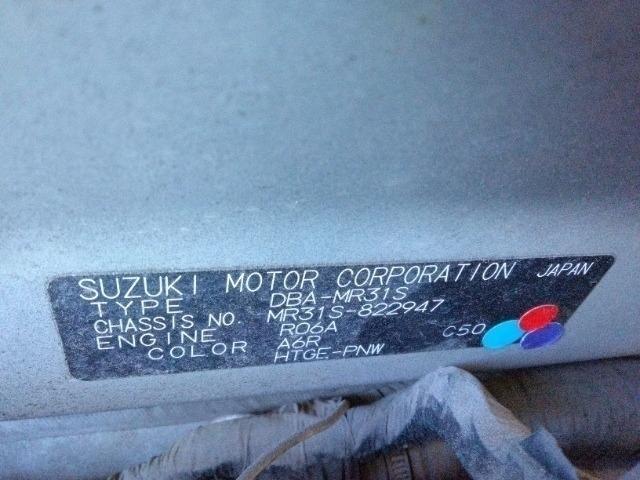 SUZUKI MOTOR CORPORATION JAPAN
TYPE DBA-MR31S
CHASSIS NO. MR31S-822947
ENGINE R06A C50
COLOR A6R
HTGE-PNW